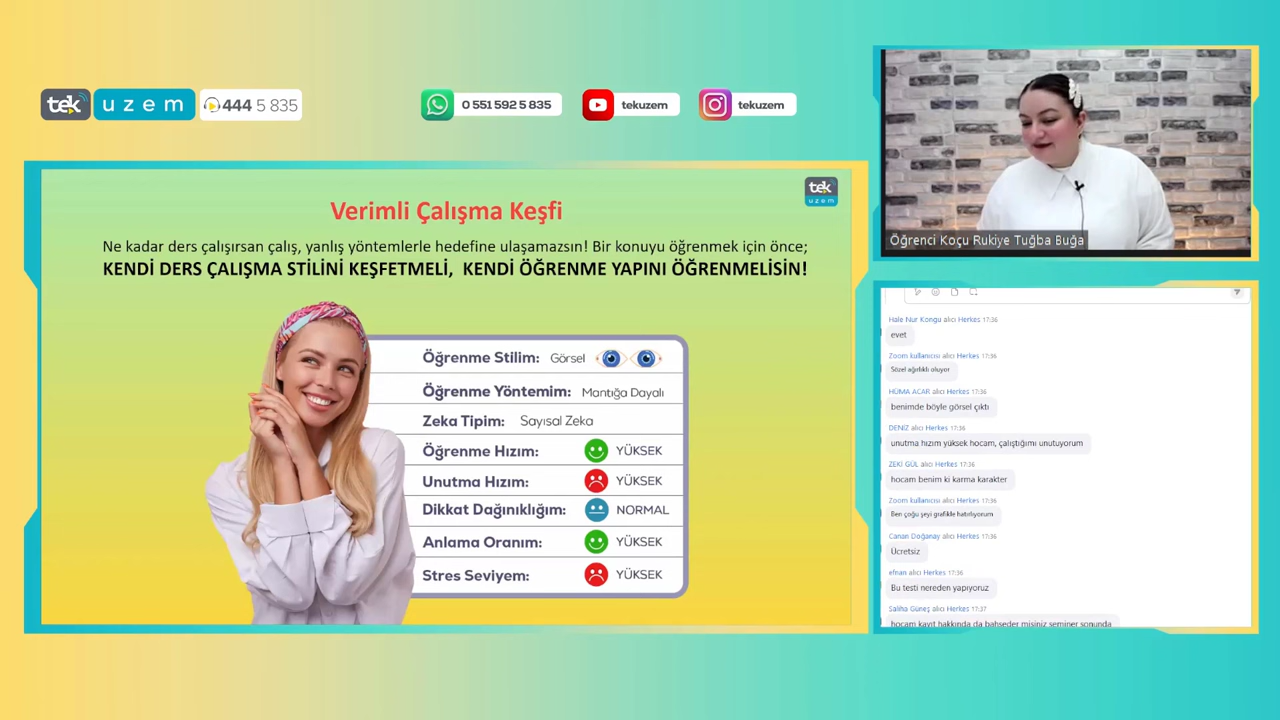 tek uzem 444 5 835
0 551 592 5 835
tekuzem
tekuzem
tek uzem
Verimli Çalışma Keşfi
Ne kadar ders çalışırsan çalış, yanlış yöntemlerle hedefine ulaşamazsın! Bir konuyu öğrenmek için önce;
KENDİ DERS ÇALIŞMA STİLİNİ KEŞFETMELİ, KENDİ ÖĞRENME YAPINI ÖĞRENMELİSİN!
Öğrenme Stilim: Görsel
Öğrenme Yöntemim: Mantığa Dayalı
Zeka Tipim: Sayısal Zeka
Öğrenme Hızım: YÜKSEK
Unutma Hızım: YÜKSEK
Dikkat Dağınıklığım: NORMAL
Anlama Oranım: YÜKSEK
Stres Seviyem: YÜKSEK
Öğrenci Koçu Rukiye Tuğba Buğa
Hale Nur Kongu alıcı Herkes 17:36
evet
Zoom kullanıcısı alıcı Herkes 17:36
Sözel ağırlıklı oluyor
HÜMA ACAR alıcı Herkes 17:36
benimde böyle görsel çıktı
DENİZ alıcı Herkes 17:36
unutma hızım yüksek hocam, çalıştığımı unutuyorum
ZEKİ GÜL alıcı Herkes 17:36
hocam benim ki karma karakter
Zoom kullanıcısı alıcı Herkes 17:36
Ben çoğu şeyi grafikle hatırlıyorum
Canan Doğanay alıcı Herkes 17:36
Ücretsiz
efnan alıcı Herkes 17:36
Bu testi nereden yapıyoruz
Saliha Güneş alıcı Herkes 17:37
hocam kayıt hakkında da bahseder misiniz seminer sonunda